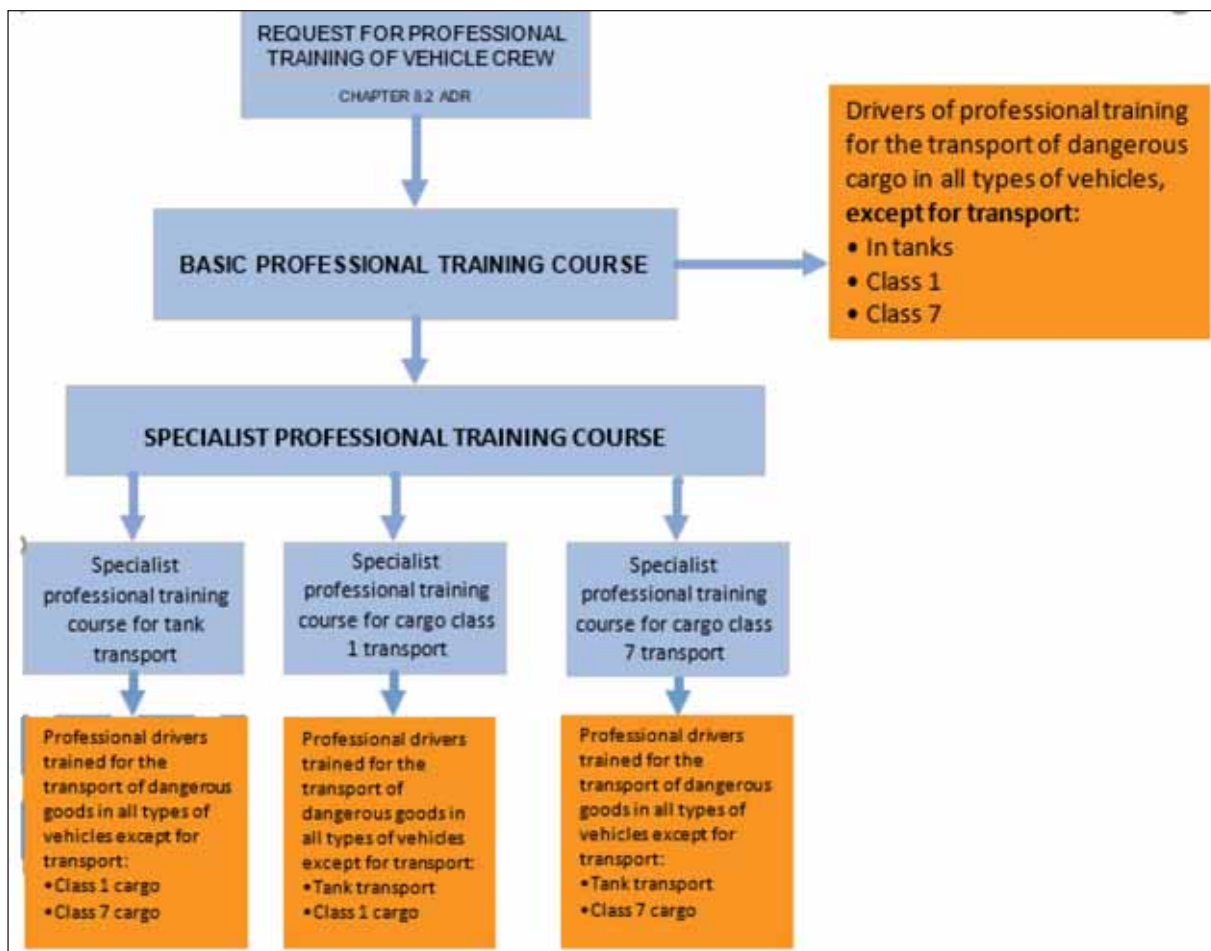 REQUEST FOR PROFESSIONAL
TRAINING OF VEHICLE CREW
CHAPTER 8.2 ADR
Drivers of professional training
for the transport of dangerous
cargo in all types of vehicles,
except for transport:
• In tanks
• Class 1
• Class 7
BASIC PROFESSIONAL TRAINING COURSE
SPECIALIST PROFESSIONAL TRAINING COURSE
Specialist
professional training
course for tank
transport
Specialist
professional training
course for cargo class
1 transport
Specialist
professional training
course for cargo class
7 transport
Professional drivers
trained for the
transport of dangerous
goods in all types of
vehicles except for
transport:
•Class 1 cargo
•Class 7 cargo
Professional drivers
trained for the
transport of
dangerous goods in
all types of vehicles
except for transport:
•Tank transport
•Class 1 cargo
Professional drivers
trained for the
transport of dangerous
goods in all types of
vehicles except for
transport:
•Tank transport
•Class 7 cargo